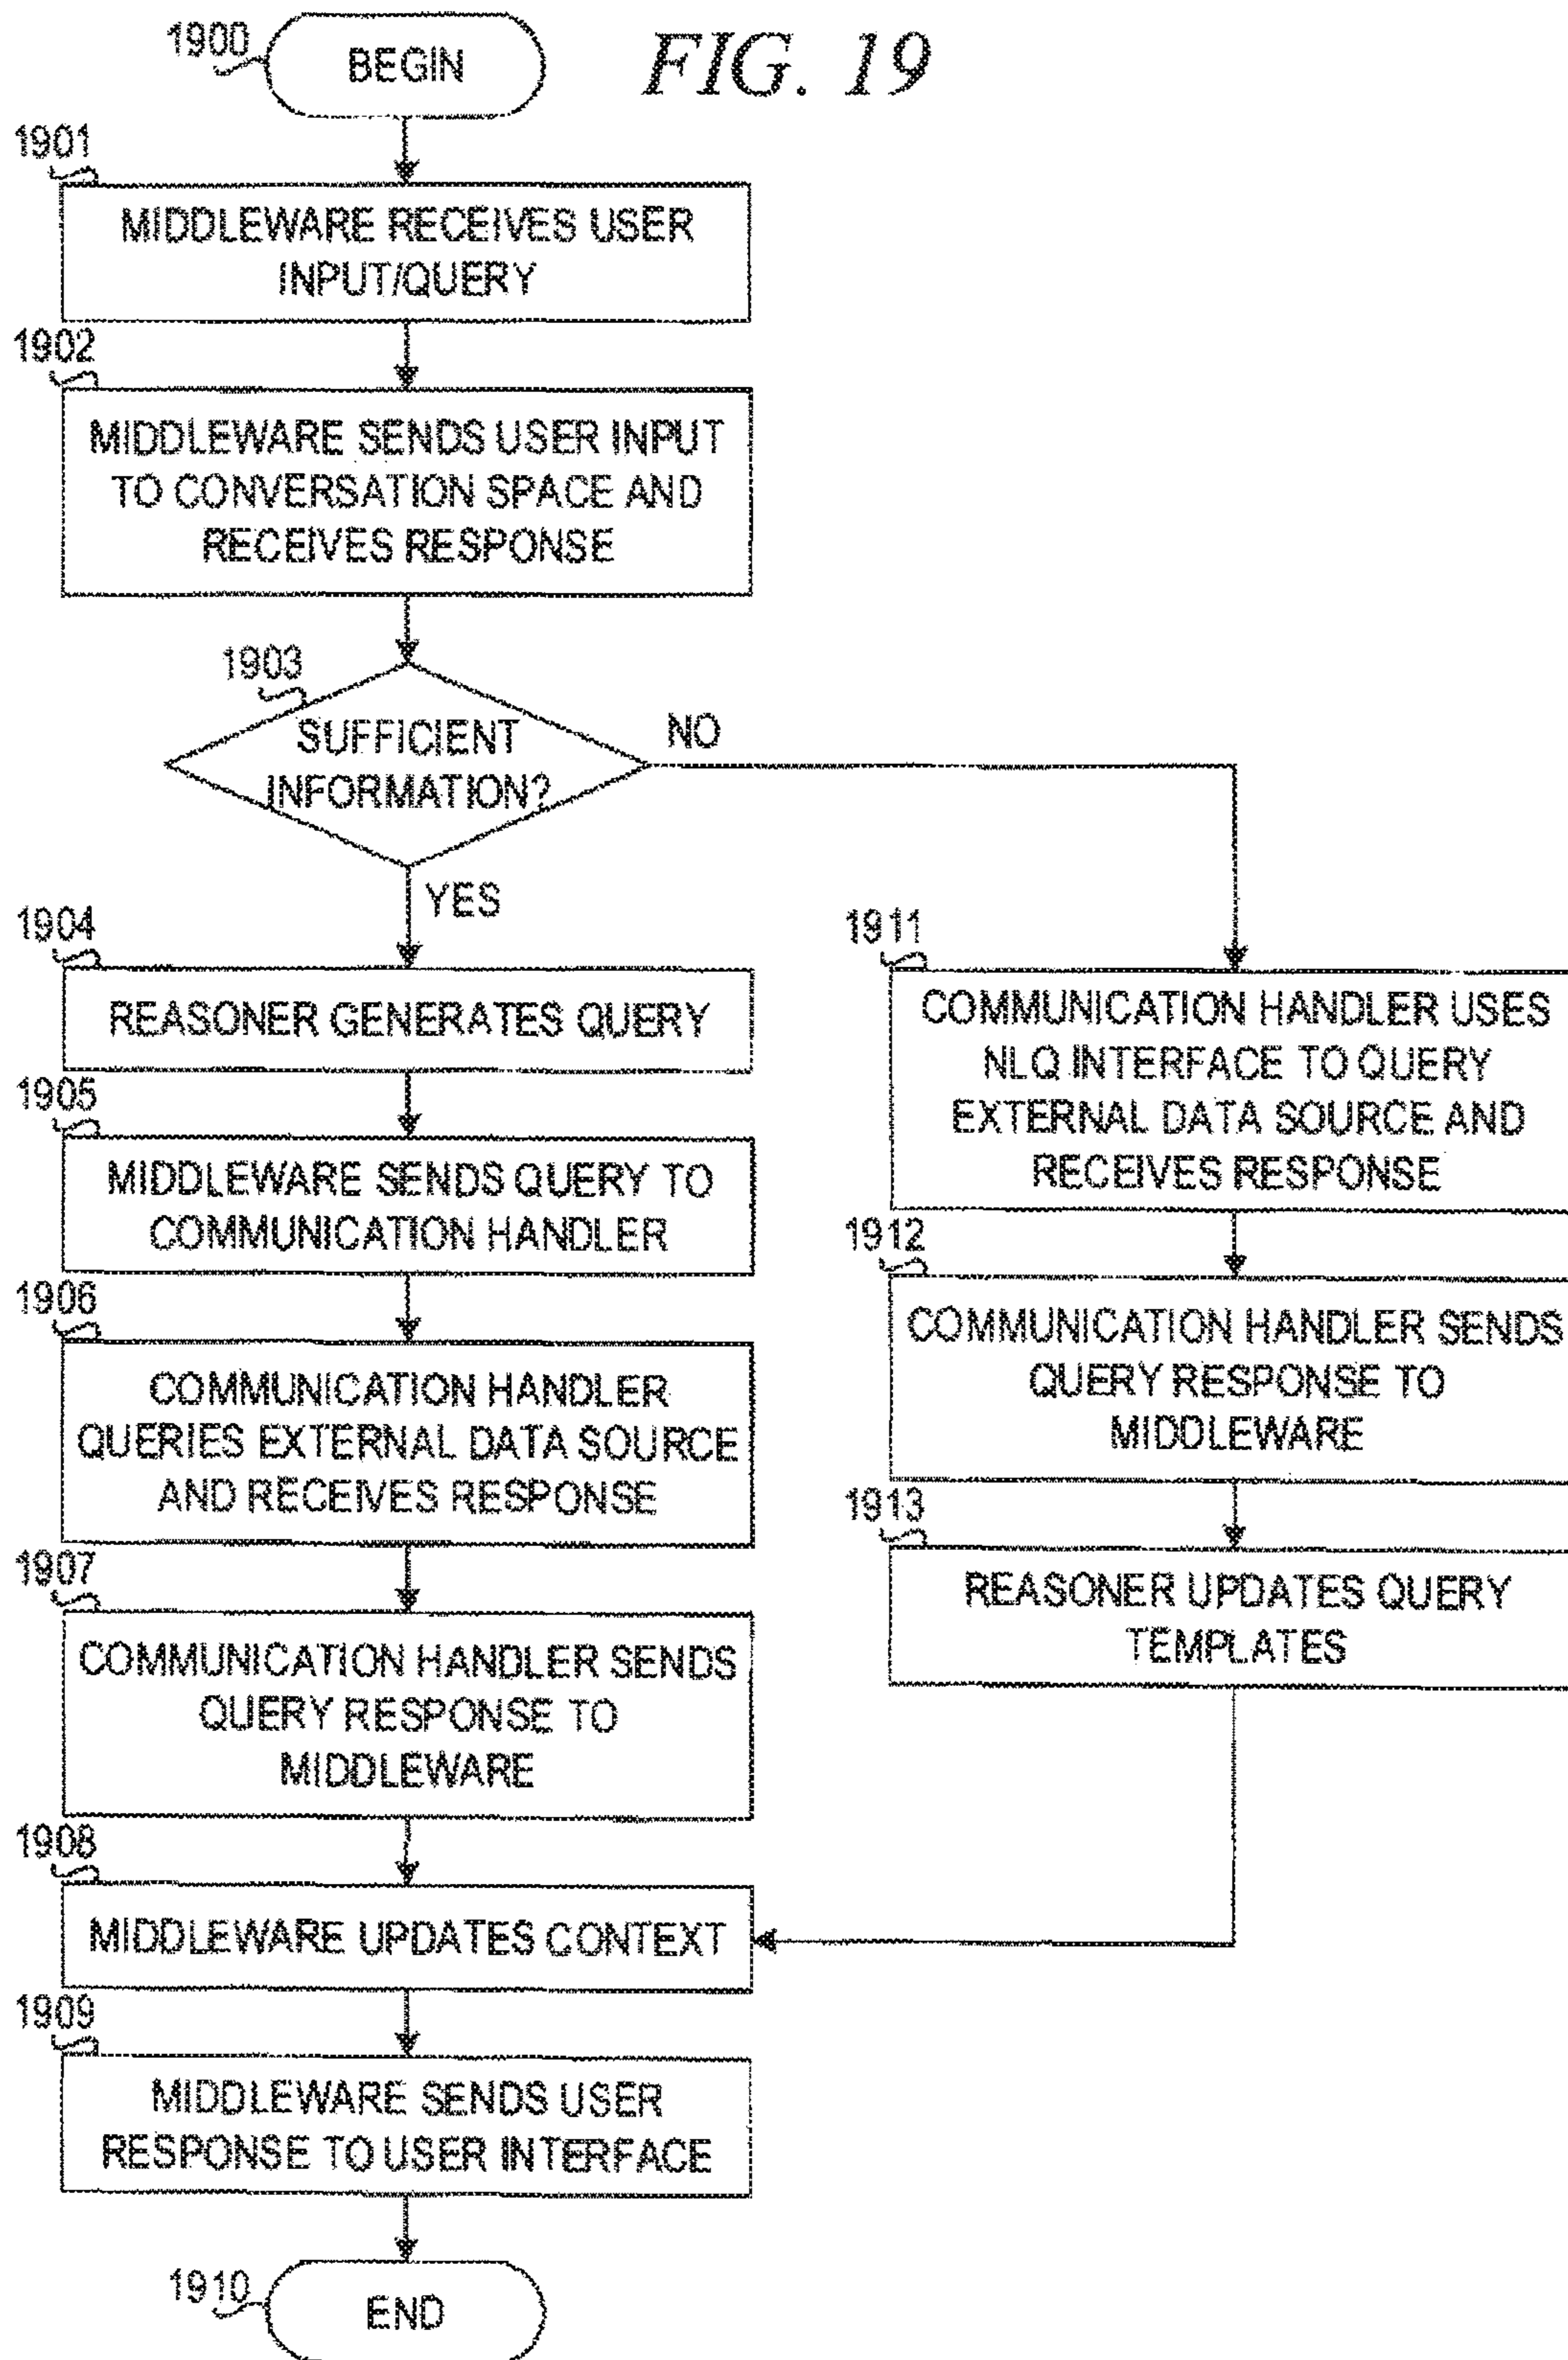 1900
BEGIN
FIG. 19
1901
MIDDLEWARE RECEIVES USER
INPUT/QUERY
1902
MIDDLEWARE SENDS USER INPUT
TO CONVERSATION SPACE AND
RECEIVES RESPONSE
1903
SUFFICIENT
INFORMATION?
NO
YES
1904
REASONER GENERATES QUERY
1905
MIDDLEWARE SENDS QUERY TO
COMMUNICATION HANDLER
1906
COMMUNICATION HANDLER
QUERIES EXTERNAL DATA SOURCE
AND RECEIVES RESPONSE
1907
COMMUNICATION HANDLER SENDS
QUERY RESPONSE TO
MIDDLEWARE
1911
COMMUNICATION HANDLER USES
NLQ INTERFACE TO QUERY
EXTERNAL DATA SOURCE AND
RECEIVES RESPONSE
1912
COMMUNICATION HANDLER SENDS
QUERY RESPONSE TO
MIDDLEWARE
1913
REASONER UPDATES QUERY
TEMPLATES
1908
MIDDLEWARE UPDATES CONTEXT
1909
MIDDLEWARE SENDS USER
RESPONSE TO USER INTERFACE
1910
END